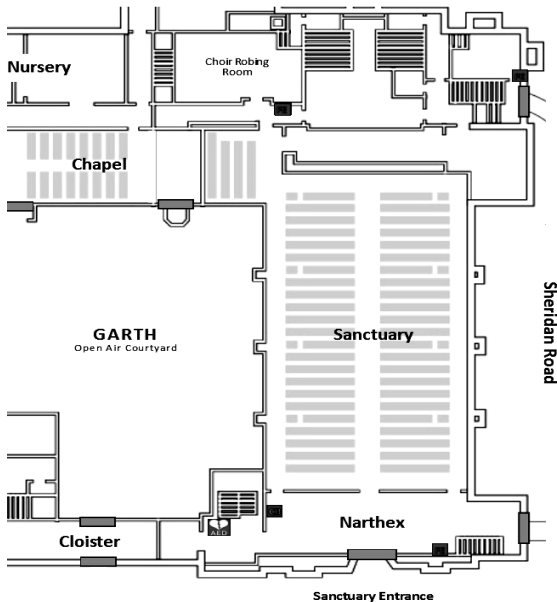 Nursery
Choir Robing
Room
Chapel
GARTH
Open Air Courtyard
Sanctuary
Sheridan Road
Narthex
AED
Cloister
Sanctuary Entrance